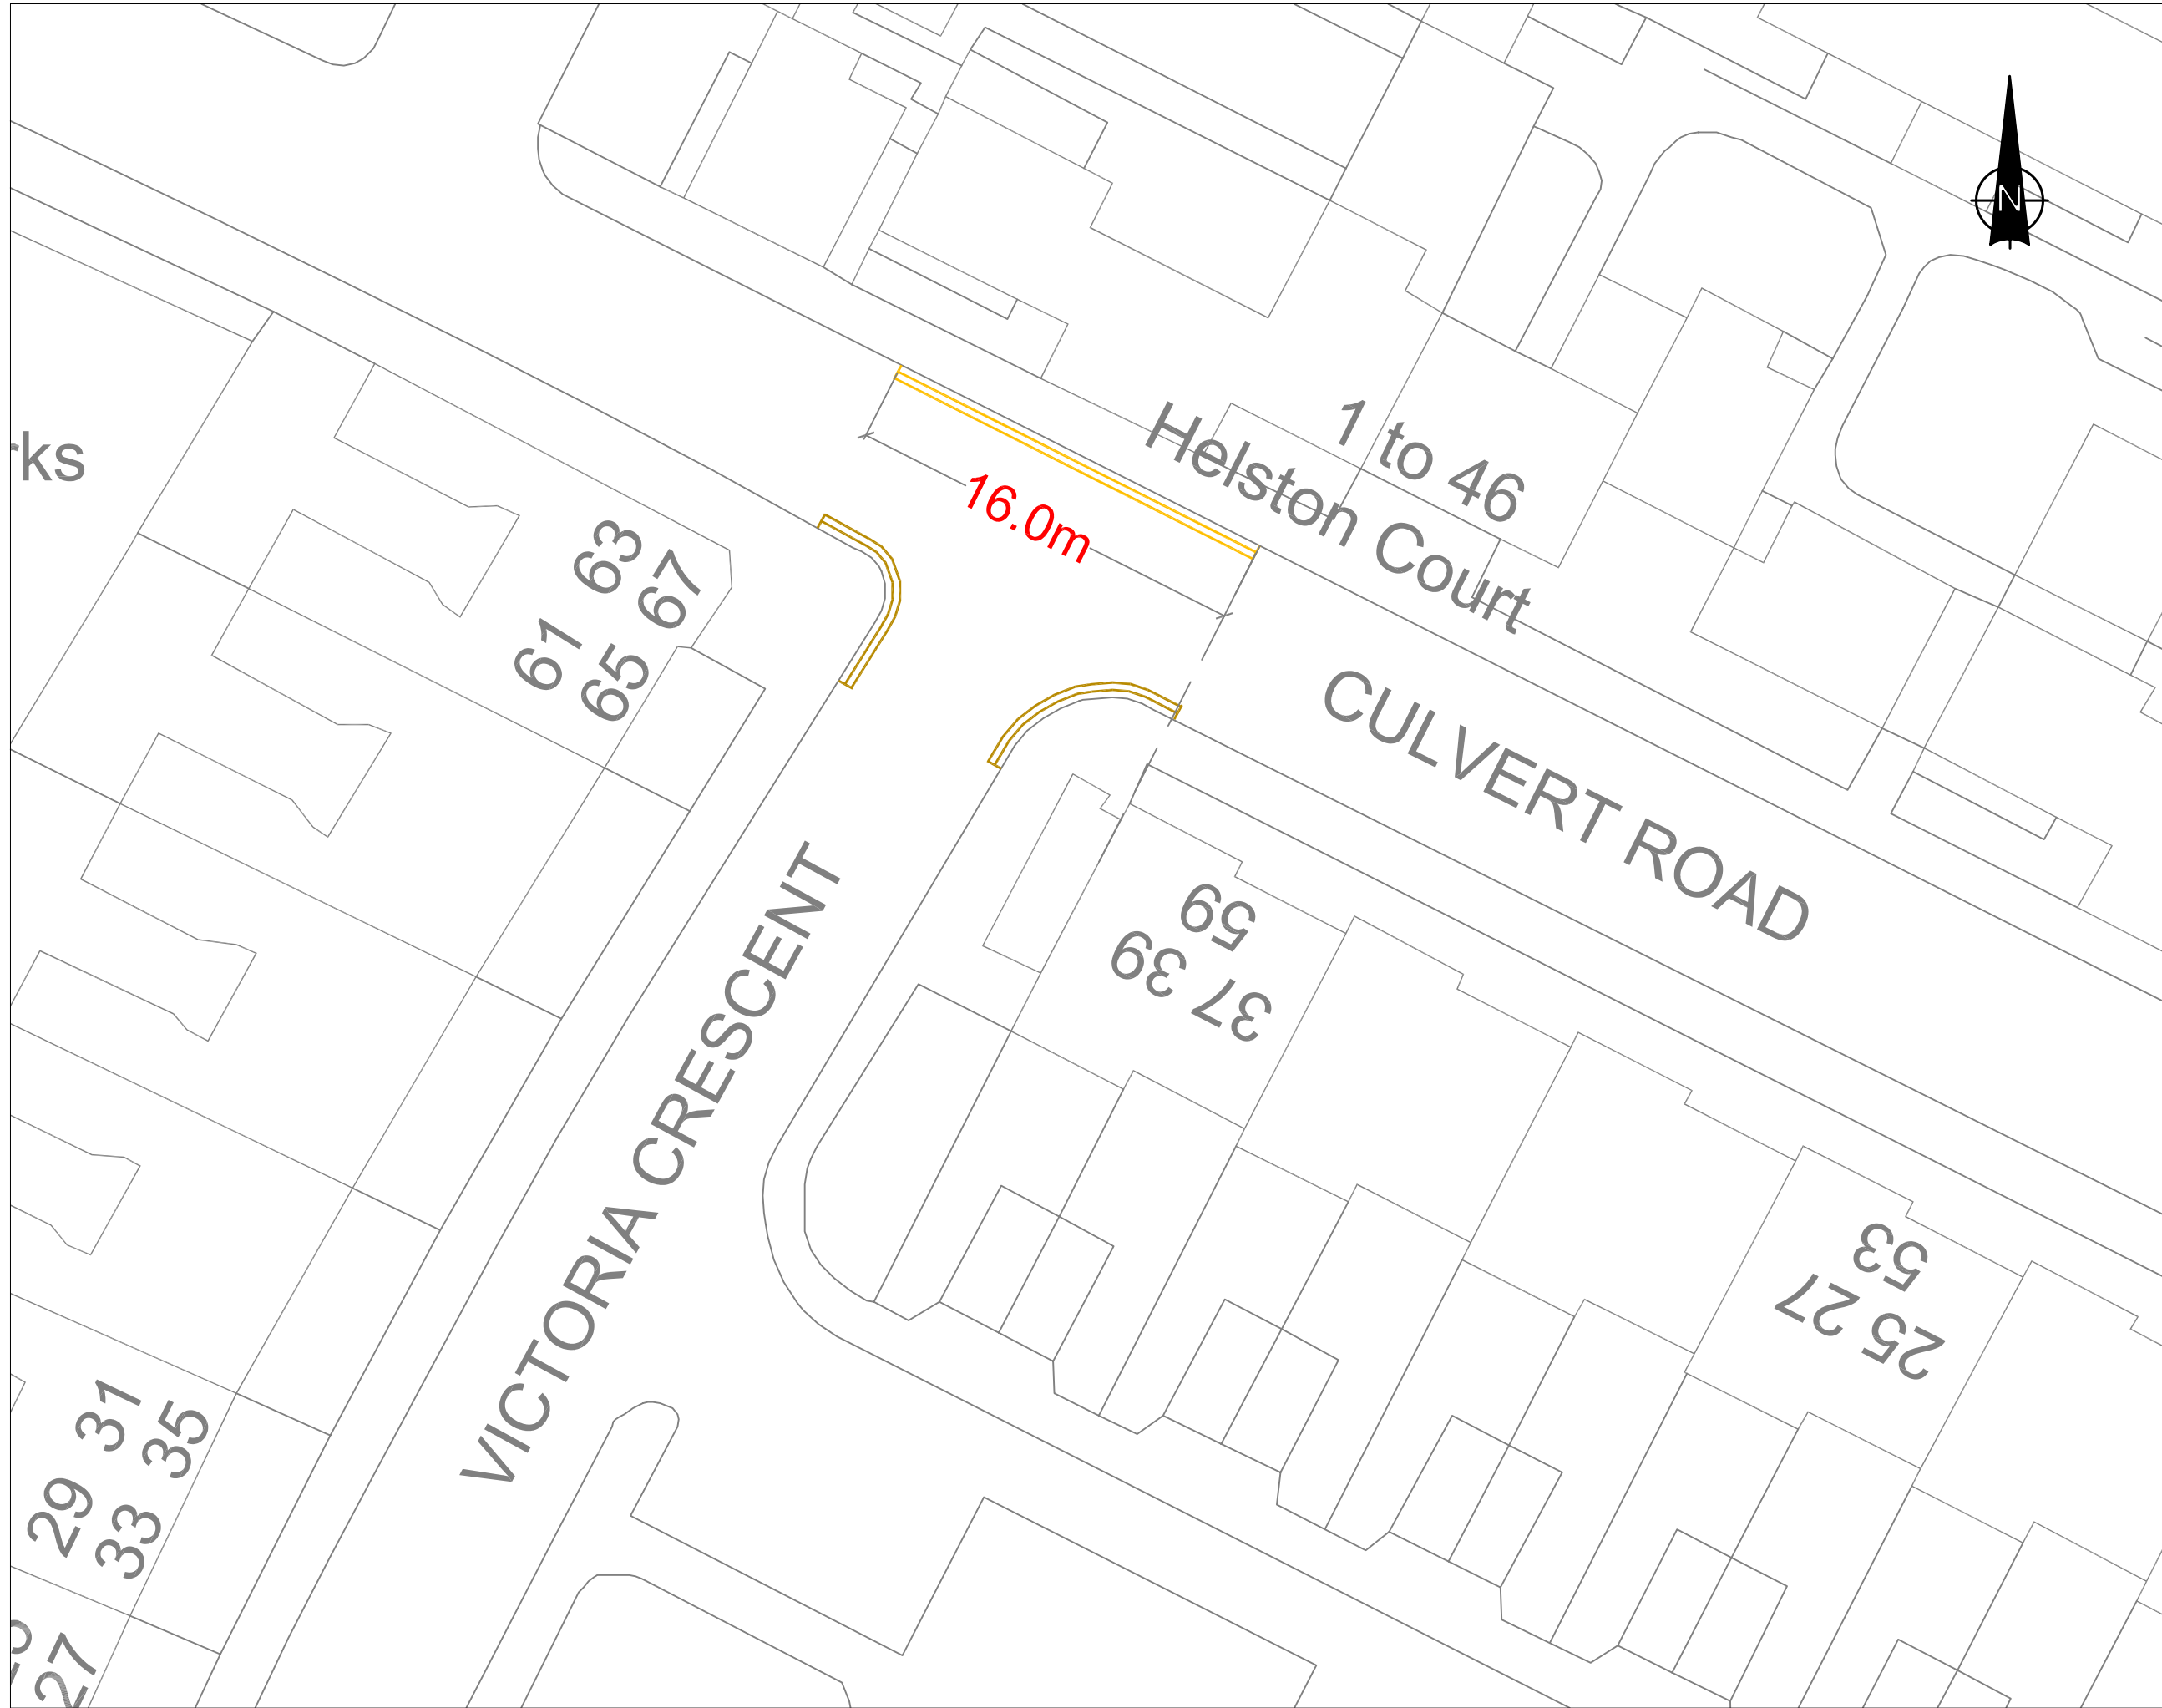 N
ks
1 to 46
Helston Court
16.0m
61 63
65 67
CULVERT ROAD
59
37 39
VICTORIA CRESCENT
53
25 27
29 31
33 35
27